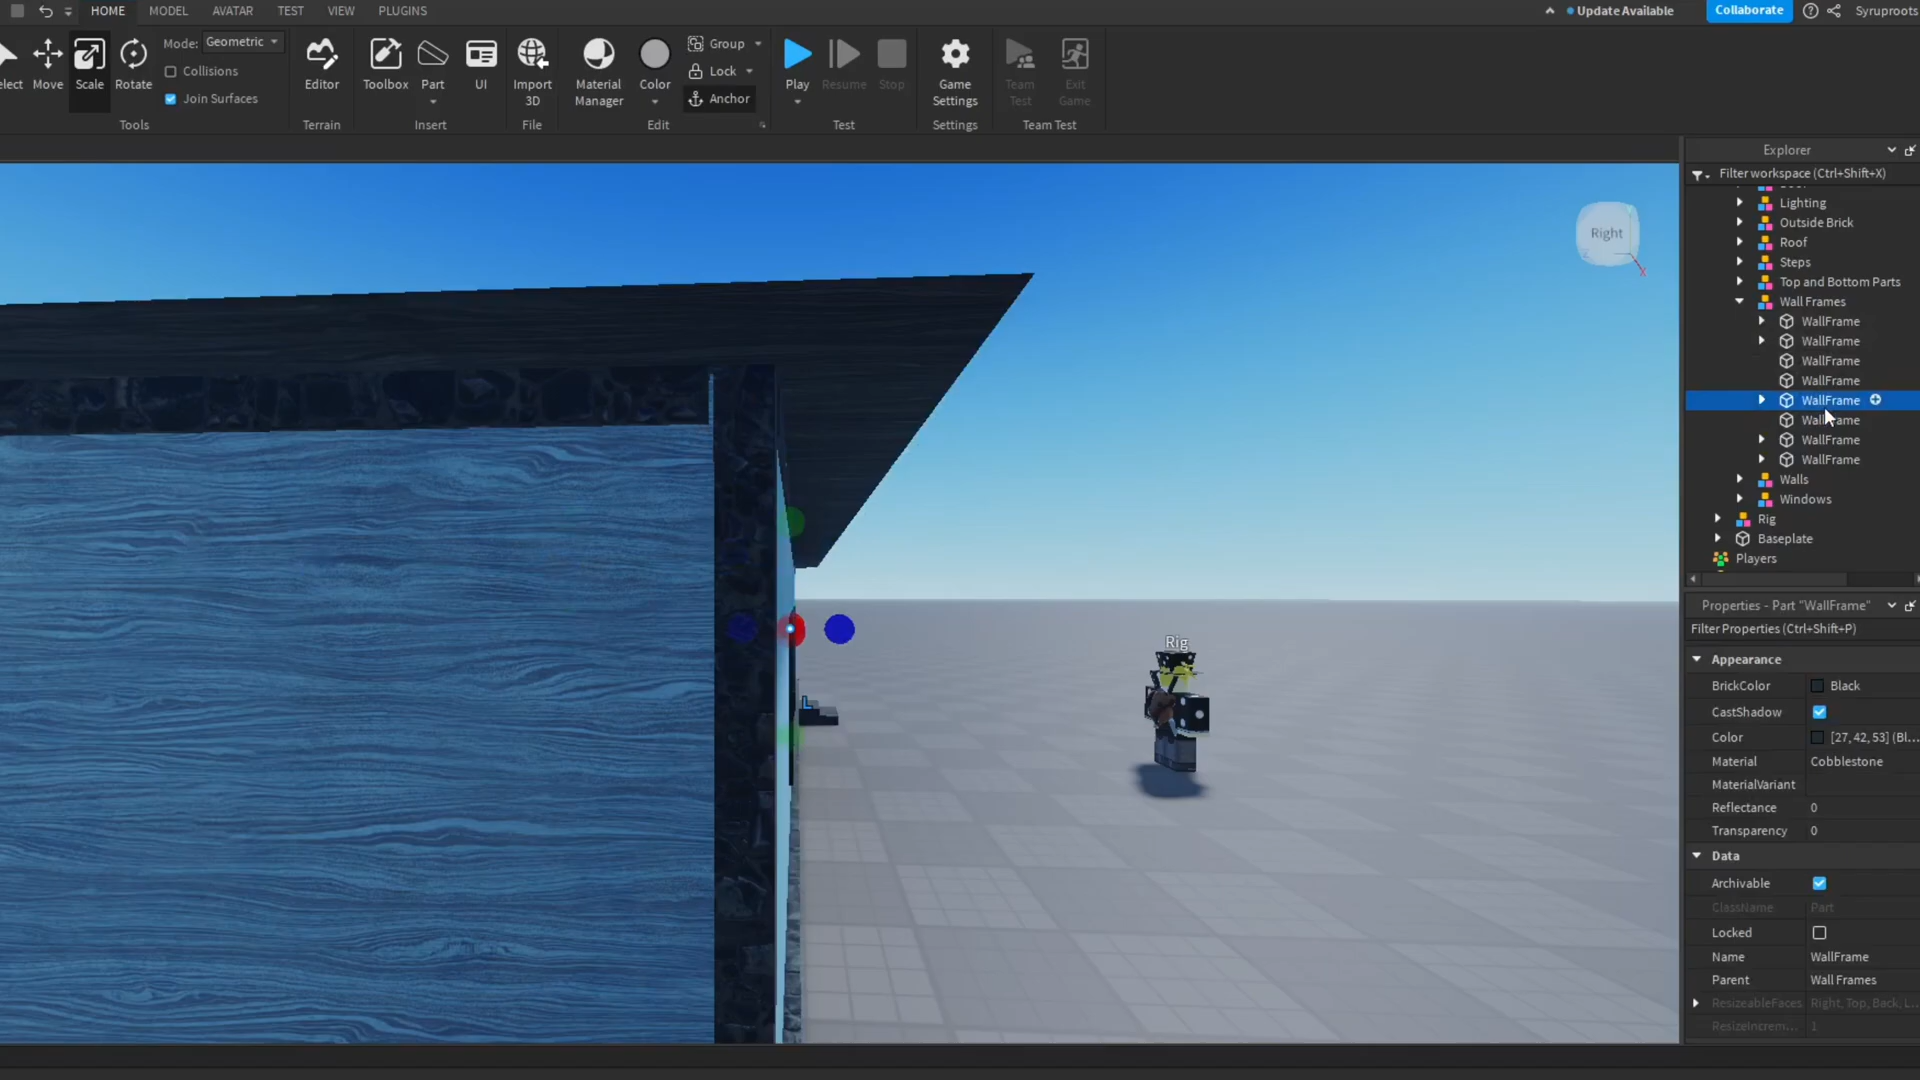 HOME MODEL AVATAR TEST VIEW PLUGINS
Update Available
Collaborate
Syruproots
elect
Move
Scale
Rotate
Mode: Geometric
Collisions
Join Surfaces
Tools
Editor
Terrain
Toolbox
Part
UI
Insert
Import
3D
File
Material
Manager
Color
Group
Lock
Anchor
Edit
Play
Resume
Stop
Test
Game
Settings
Settings
Team
Test
Exit
Game
Team Test
Right
X
Rig
Explorer
Filter workspace (Ctrl+Shift+X)
Lighting
Outside Brick
Roof
Steps
Top and Bottom Parts
Wall Frames
WallFrame
WallFrame
WallFrame
WallFrame
WallFrame
WallFrame
WallFrame
WallFrame
Walls
Windows
Rig
Baseplate
Players
Properties - Part "WallFrame"
Filter Properties (Ctrl+Shift+P)
Appearance
BrickColor Black
CastShadow
Color [27, 42, 53] (Bl...
Material Cobblestone
MaterialVariant
Reflectance 0
Transparency 0
Data
Archivable
ClassName Part
Locked
Name WallFrame
Parent Wall Frames
ResizeableFaces Right, Top, Back, L...
ResizeIncrem... 1